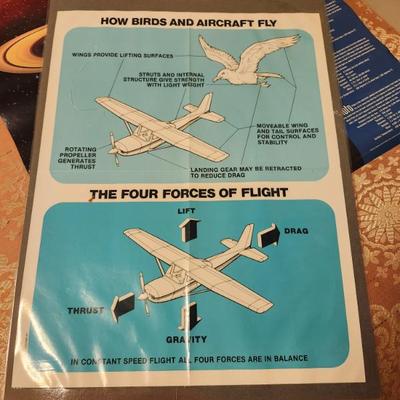 HOW BIRDS AND AIRCRAFT FLY
WINGS PROVIDE LIFTING SURFACES
STRUTS AND INTERNAL
STRUCTURE GIVE STRENGTH
WITH LIGHT WEIGHT
MOVEABLE WING
AND TAIL SURFACES
FOR CONTROL AND
STABILITY
ROTATING
PROPELLER
GENERATES
THRUST
LANDING GEAR MAY BE RETRACTED
TO REDUCE DRAG
THE FOUR FORCES OF FLIGHT
LIFT
DRAG
THRUST
GRAVITY
IN CONSTANT SPEED FLIGHT ALL FOUR FORCES ARE IN BALANCE